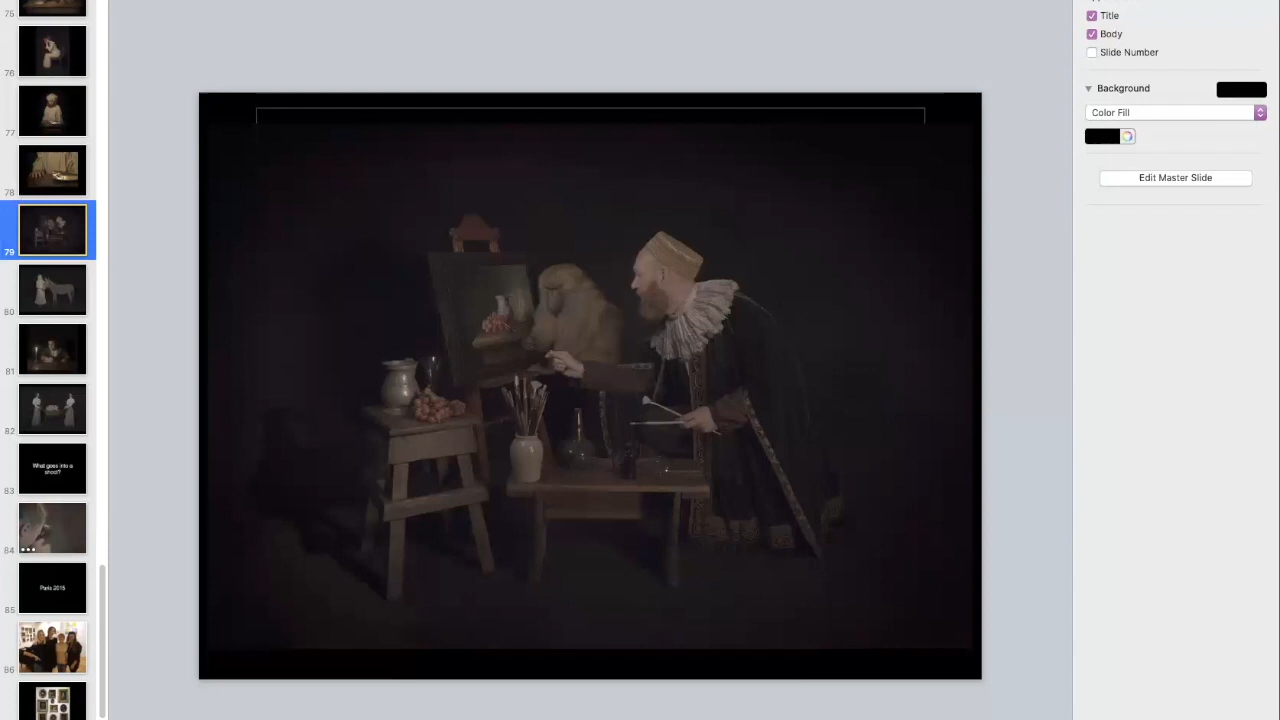 75
76
77
78
79
80
81
82
What goes into a
shoot?
83
84
Paris 2015
85
86
Title
Body
Slide Number
Background
Color Fill
Edit Master Slide